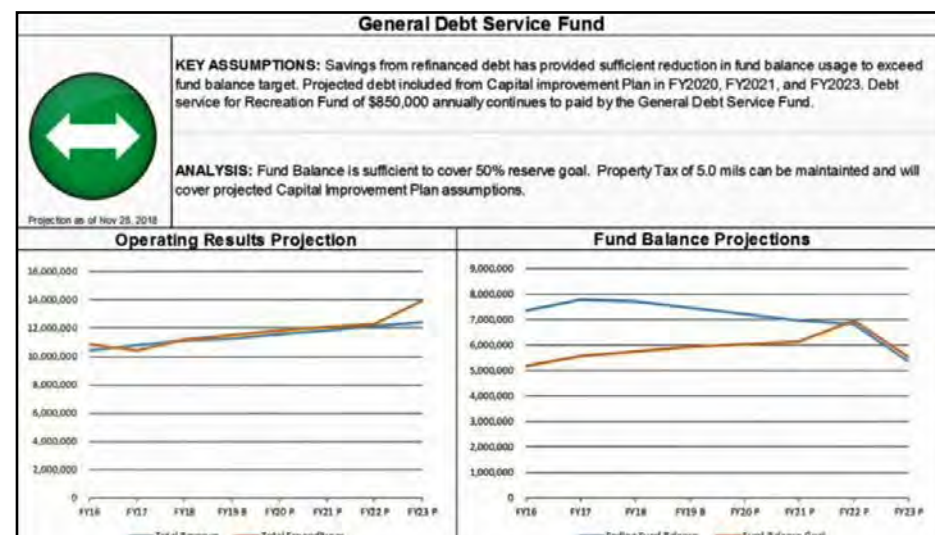 General Debt Service Fund
KEY ASSUMPTIONS: Savings from refinanced debt has provided sufficient reduction in fund balance usage to exceed
fund balance target. Projected debt included from Capital improvement Plan in FY2020, FY2021, and FY2023. Debt
service for Recreation Fund of $850,000 annually continues to paid by the General Debt Service Fund.
ANALYSIS: Fund Balance is sufficient to cover 50% reserve goal. Property Tax of 5.0 mils can be maintainted and will
cover projected Capital Improvement Plan assumptions.
Projection as of Nov 28, 2018
Operating Results Projection
16,000,000
14,000,000
12,000,000
10,000,000
8,000,000
6,000,000
4,000,000
2,000,000
0
FY16 FY17 FY18 FY19 B FY20 P FY21 P FY22 P FY23 P
Fund Balance Projections
9,000,000
8,000,000
7,000,000
6,000,000
5,000,000
4,000,000
3,000,000
2,000,000
1,000,000
0
FY16 FY17 FY18 FY19 B FY20 P FY21 P FY22 P FY23 P